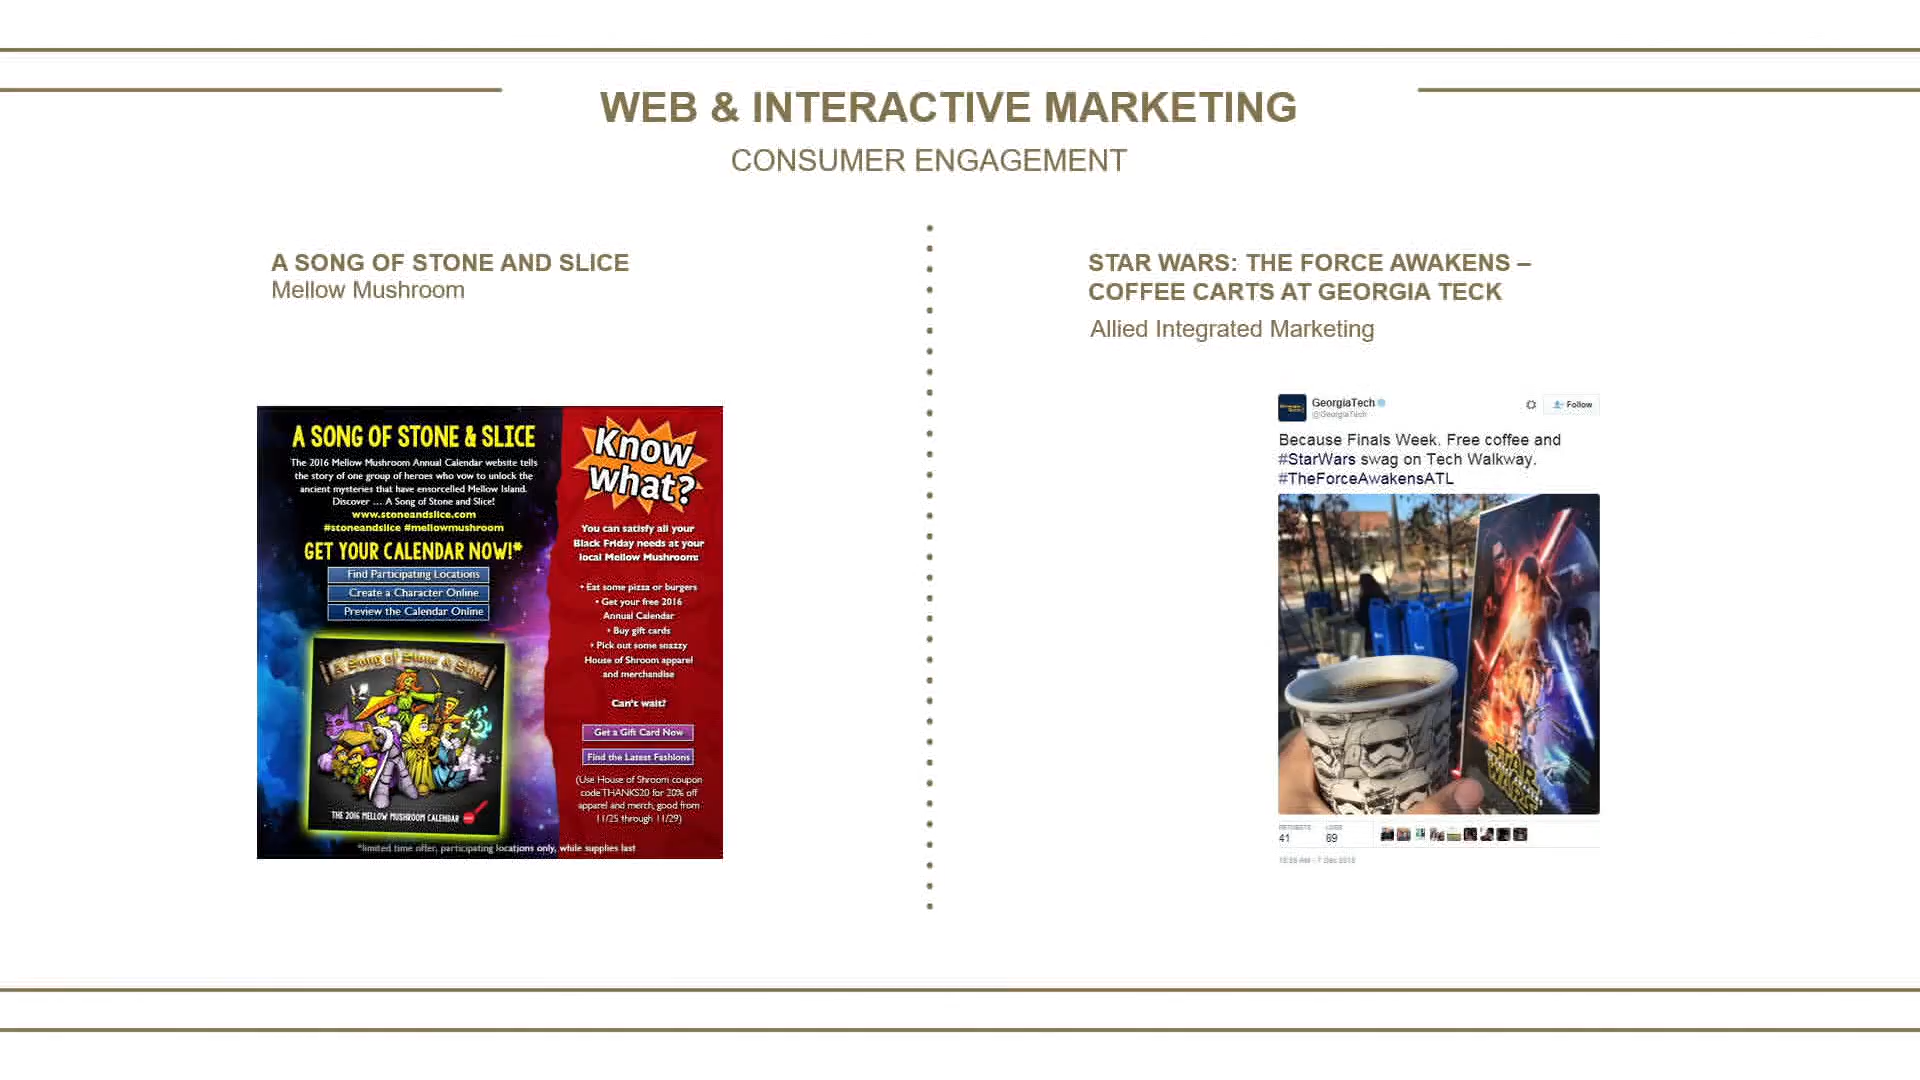 WEB & INTERACTIVE MARKETING
CONSUMER ENGAGEMENT
A SONG OF STONE AND SLICE
Mellow Mushroom
A SONG OF STONE & SLICE
The 2016 Mellow Mushroom Annual Calendar website tells
the story of one group of heroes who vow to unlock the
ancient mysteries that have ensorcelled Mellow Island.
Discover ... A Song of Stone and Slice!
www.stoneandslice.com
#stoneandslice #mellowmushroom
GET YOUR CALENDAR NOW!*
Find Participating Locations
Create a Character Online
Preview the Calendar Online
A Song of Stone & Slice
THE 2016 MELLOW MUSHROOM CALENDAR
Know
what?
You can satisfy all your
Black Friday needs at your
local Mellow Mushroom:
• Eat some pizza or burgers
• Get your free 2016
Annual Calendar
• Buy gift cards
• Pick out some snazzy
House of Shroom apparel
and merchandise
Can't wait?
Get a Gift Card Now
Find the Latest Fashions
(Use House of Shroom coupon
code THANKS20 for 20% off
apparel and merch, good from
11/25 through 11/29)
*limited time offer, participating locations only, while supplies last
STAR WARS: THE FORCE AWAKENS –
COFFEE CARTS AT GEORGIA TECK
Allied Integrated Marketing
GeorgiaTech
@GeorgiaTech
Follow
Because Finals Week. Free coffee and
#StarWars swag on Tech Walkway.
#TheForceAwakensATL
STAR
WARS
RETWEETS LIKES
41 69